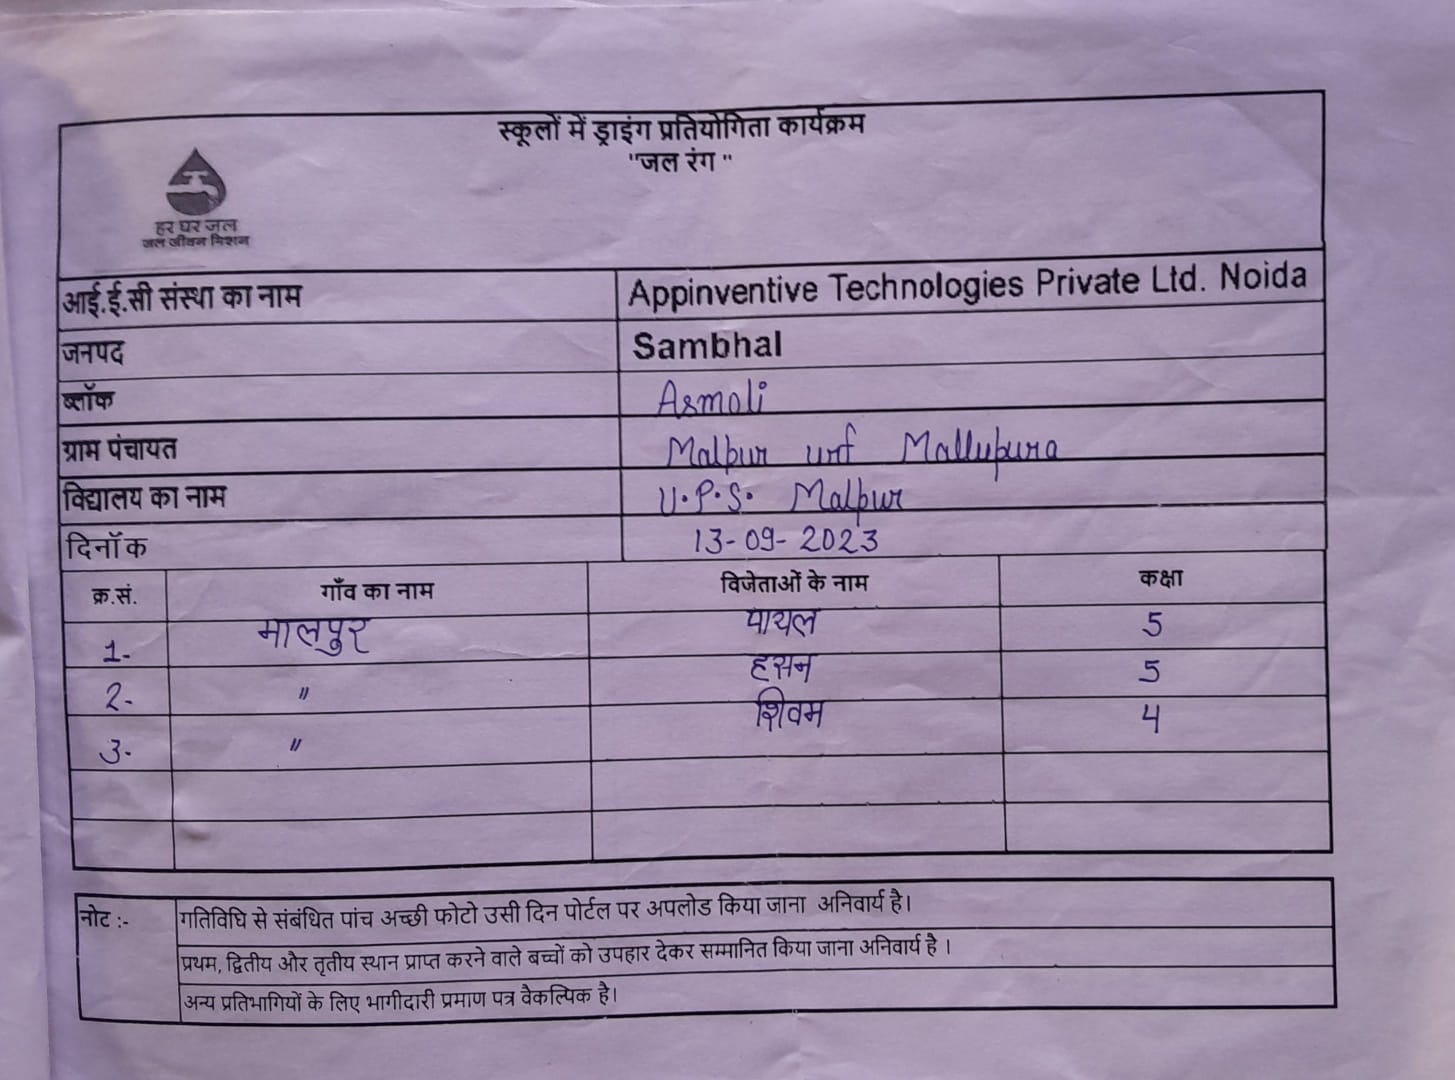 स्कूलों में ड्राइंग प्रतियोगिता कार्यक्रम
"जल रंग "
हर घर जल
जल जीवन मिशन
आई.ई.सी संस्था का नाम Appinventive Technologies Private Ltd. Noida
जनपद Sambhal
ब्लॉक Asmoli
ग्राम पंचायत Malpur urf Mallupura
विद्यालय का नाम U.P.S. Malpur
दिनॉक 13-09-2023
क्र.सं. गाँव का नाम विजेताओं के नाम कक्षा
1- मालपुर पायल 5
2- " हसन 5
3- " शिवम 4
नोट :- गतिविधि से संबंधित पांच अच्छी फोटो उसी दिन पोर्टल पर अपलोड किया जाना अनिवार्य है।
प्रथम, द्वितीय और तृतीय स्थान प्राप्त करने वाले बच्चों को उपहार देकर सम्मानित किया जाना अनिवार्य है ।
अन्य प्रतिभागियों के लिए भागीदारी प्रमाण पत्र वैकल्पिक है।